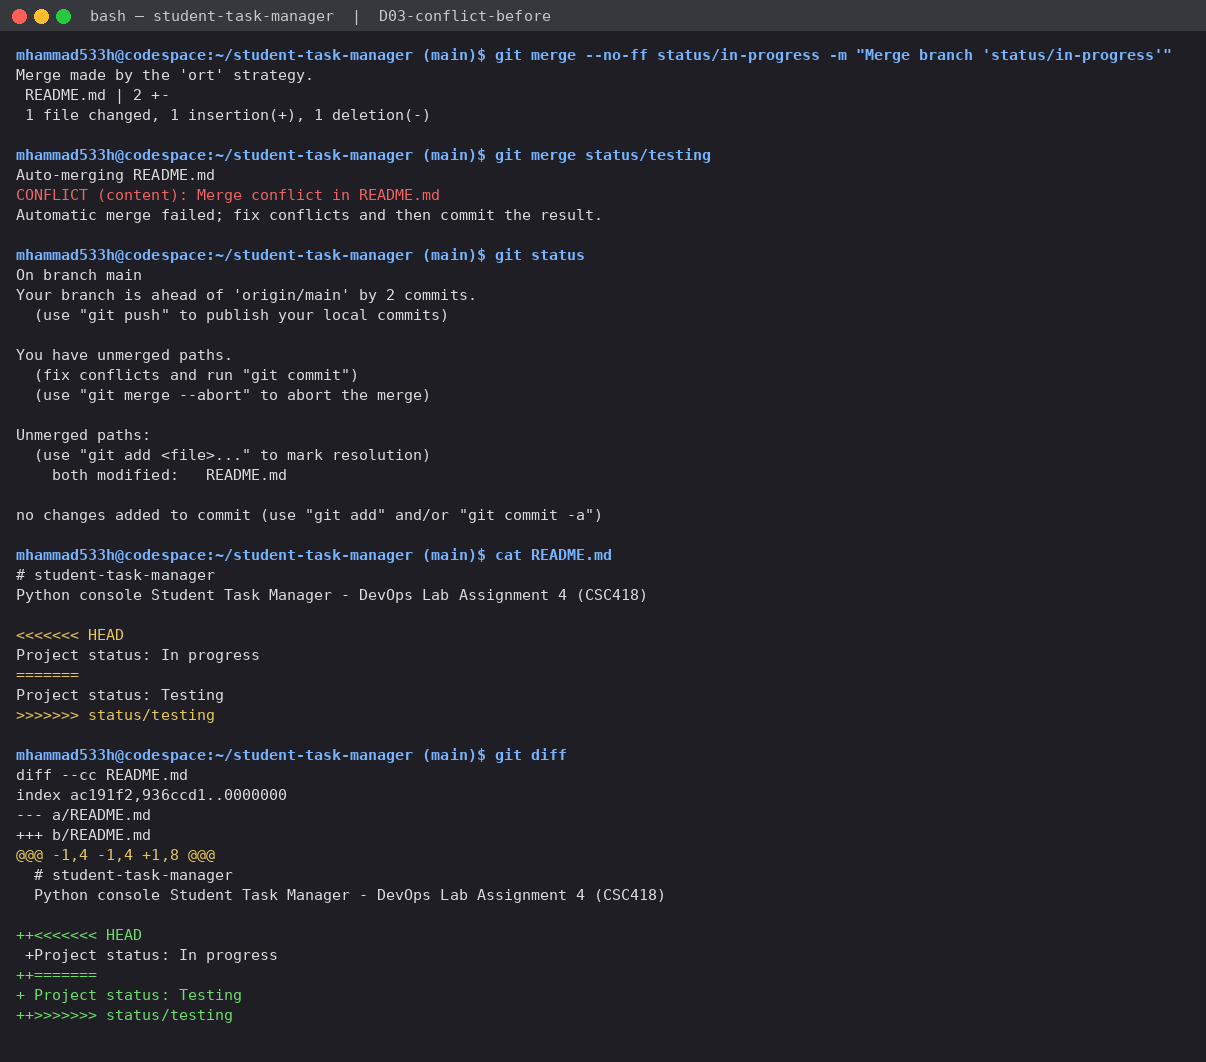 bash — student-task-manager  |  D03-conflict-before
mhammad533h@codespace:~/student-task-manager (main)$ git merge --no-ff status/in-progress -m "Merge branch 'status/in-progress'"
Merge made by the 'ort' strategy.
 README.md | 2 +-
 1 file changed, 1 insertion(+), 1 deletion(-)
mhammad533h@codespace:~/student-task-manager (main)$ git merge status/testing
Auto-merging README.md
CONFLICT (content): Merge conflict in README.md
Automatic merge failed; fix conflicts and then commit the result.
mhammad533h@codespace:~/student-task-manager (main)$ git status
On branch main
Your branch is ahead of 'origin/main' by 2 commits.
  (use "git push" to publish your local commits)
You have unmerged paths.
  (fix conflicts and run "git commit")
  (use "git merge --abort" to abort the merge)
Unmerged paths:
  (use "git add <file>..." to mark resolution)
    both modified:   README.md
no changes added to commit (use "git add" and/or "git commit -a")
mhammad533h@codespace:~/student-task-manager (main)$ cat README.md
# student-task-manager
Python console Student Task Manager - DevOps Lab Assignment 4 (CSC418)
<<<<<<< HEAD
Project status: In progress
=======
Project status: Testing
>>>>>>> status/testing
mhammad533h@codespace:~/student-task-manager (main)$ git diff
diff --cc README.md
index ac191f2,936ccd1..0000000
--- a/README.md
+++ b/README.md
@@@ -1,4 -1,4 +1,8 @@@
  # student-task-manager
  Python console Student Task Manager - DevOps Lab Assignment 4 (CSC418)
++<<<<<<< HEAD
 +Project status: In progress
++=======
+ Project status: Testing
++>>>>>>> status/testing